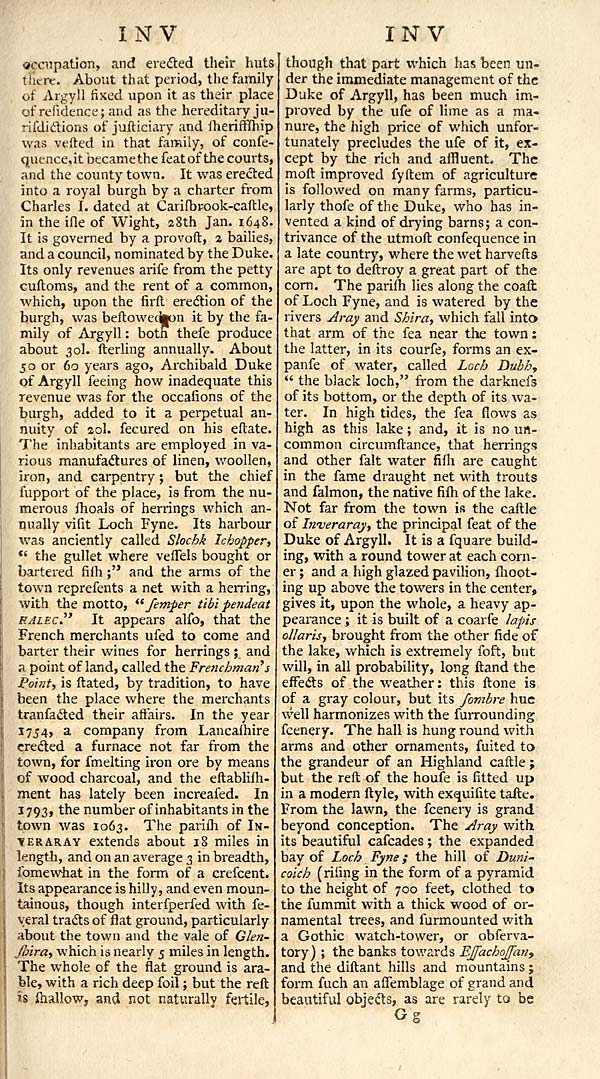 INV
occupation, and erected their huts
there. About that period, the family
of Argyll fixed upon it as their place
of reſidence; and as the hereditary ju-
riſdictions of juſticiary and ſheriffſhip
was veſted in that family, of conſe-
quence, it became the ſeat of the courts,
and the county town. It was erected
into a royal burgh by a charter from
Charles I. dated at Cariſbrook-caſtle,
in the iſle of Wight, 28th Jan. 1648.
It is governed by a provoſt, 2 bailies,
and a council, nominated by the Duke.
Its only revenues ariſe from the petty
cuſtoms, and the rent of a common,
which, upon the firſt erection of the
burgh, was beſtowed on it by the fa-
mily of Argyll: both theſe produce
about 30l. ſterling annually. About
50 or 60 years ago, Archibald Duke
of Argyll ſeeing how inadequate this
revenue was for the occaſions of the
burgh, added to it a perpetual an-
nuity of 20l. ſecured on his eſtate.
The inhabitants are employed in va-
rious manufactures of linen, woollen,
iron, and carpentry; but the chief
ſupport of the place, is from the nu-
merous ſhoals of herrings which an-
nually viſit Loch Fyne. Its harbour
was anciently called Slochk Ichopper,
“ the gullet where veſſels bought or
bartered fiſh;” and the arms of the
town repreſents a net with a herring,
with the motto, “ ſemper tibi pendeat
HALEC.” It appears alſo, that the
French merchants uſed to come and
barter their wines for herrings; and
a point of land, called the Frenchman's
Point, is ſtated, by tradition, to have
been the place where the merchants
tranſacted their affairs. In the year
1754, a company from Lancaſhire
erected a furnace not far from the
town, for ſmelting iron ore by means
of wood charcoal, and the eſtabliſh-
ment has lately been increaſed. In
1793, the number of inhabitants in the
town was 1063. The pariſh of IN-
VERARAY extends about 18 miles in
length, and on an average 3 in breadth,
ſomewhat in the form of a creſcent.
Its appearance is hilly, and even moun-
tainous, though interſperſed with ſe-
veral tracts of flat ground, particularly
about the town and the vale of Glen-
ſhira, which is nearly 5 miles in length.
The whole of the flat ground is ara-
ble, with a rich deep ſoil; but the reſt
is ſhallow, and not naturally fertile,
INV
though that part which has been un-
der the immediate management of the
Duke of Argyll, has been much im-
proved by the uſe of lime as a ma-
nure, the high price of which unfor-
tunately precludes the uſe of it, ex-
cept by the rich and affluent. The
moſt improved ſyſtem of agriculture
is followed on many farms, particu-
larly thoſe of the Duke, who has in-
vented a kind of drying barns; a con-
trivance of the utmoſt conſequence in
a late country, where the wet harveſts
are apt to deſtroy a great part of the
corn. The pariſh lies along the coaſt
of Loch Fyne, and is watered by the
rivers Aray and Shira, which fall into
that arm of the ſea near the town:
the latter, in its courſe, forms an ex-
panſe of water, called Loch Dubh,
“ the black loch,” from the darkneſs
of its bottom, or the depth of its wa-
ter. In high tides, the ſea flows as
high as this lake; and, it is no un-
common circumſtance, that herrings
and other ſalt water fiſh are caught
in the ſame draught net with trouts
and ſalmon, the native fiſh of the lake.
Not far from the town is the caſtle
of Inveraray, the principal ſeat of the
Duke of Argyll. It is a ſquare build-
ing, with a round tower at each corn-
er; and a high glazed pavilion, ſhoot-
ing up above the towers in the center,
gives it, upon the whole, a heavy ap-
pearance; it is built of a coarſe lapis
ollaris, brought from the other ſide of
the lake, which is extremely ſoft, but
will, in all probability, long ſtand the
effects of the weather: this ſtone is
of a gray colour, but its ſombre hue
well harmonizes with the ſurrounding
ſcenery. The hall is hung round with
arms and other ornaments, ſuited to
the grandeur of an Highland caſtle;
but the reſt of the houſe is fitted up
in a modern ſtyle, with exquiſite taſte.
From the lawn, the ſcenery is grand
beyond conception. The Aray with
its beautiful caſcades; the expanded
bay of Loch Fyne; the hill of Duni-
coich (riſing in the form of a pyramid
to the height of 700 feet, clothed to
the ſummit with a thick wood of or-
namental trees, and ſurmounted with
a Gothic watch-tower, or obſerva-
tory); the banks towards Eſſachoſſan,
and the diſtant hills and mountains;
form ſuch an aſſemblage of grand and
beautiful objects, as are rarely to be
G g